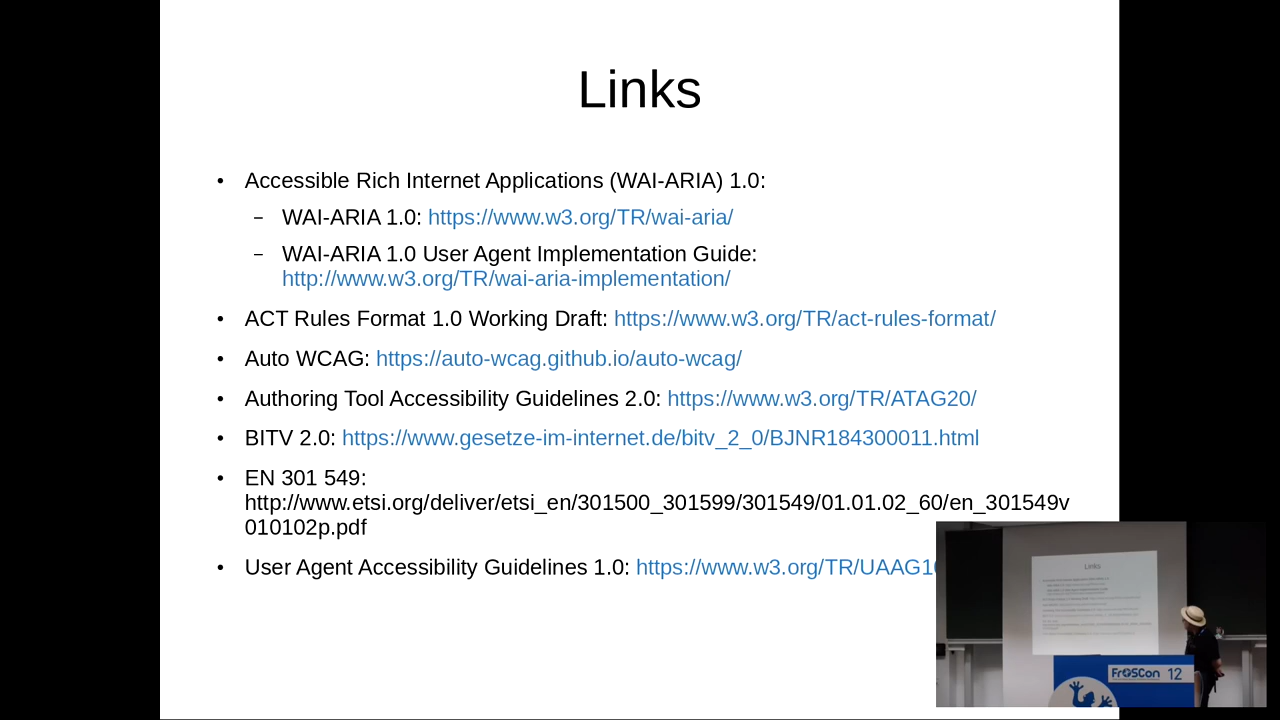 Links
• Accessible Rich Internet Applications (WAI-ARIA) 1.0:
– WAI-ARIA 1.0: https://www.w3.org/TR/wai-aria/
– WAI-ARIA 1.0 User Agent Implementation Guide:
http://www.w3.org/TR/wai-aria-implementation/
• ACT Rules Format 1.0 Working Draft: https://www.w3.org/TR/act-rules-format/
• Auto WCAG: https://auto-wcag.github.io/auto-wcag/
• Authoring Tool Accessibility Guidelines 2.0: https://www.w3.org/TR/ATAG20/
• BITV 2.0: https://www.gesetze-im-internet.de/bitv_2_0/BJNR184300011.html
• EN 301 549:
http://www.etsi.org/deliver/etsi_en/301500_301599/301549/01.01.02_60/en_301549v
010102p.pdf
• User Agent Accessibility Guidelines 1.0: https://www.w3.org/TR/UAAG1
Links
FrOSCon 12